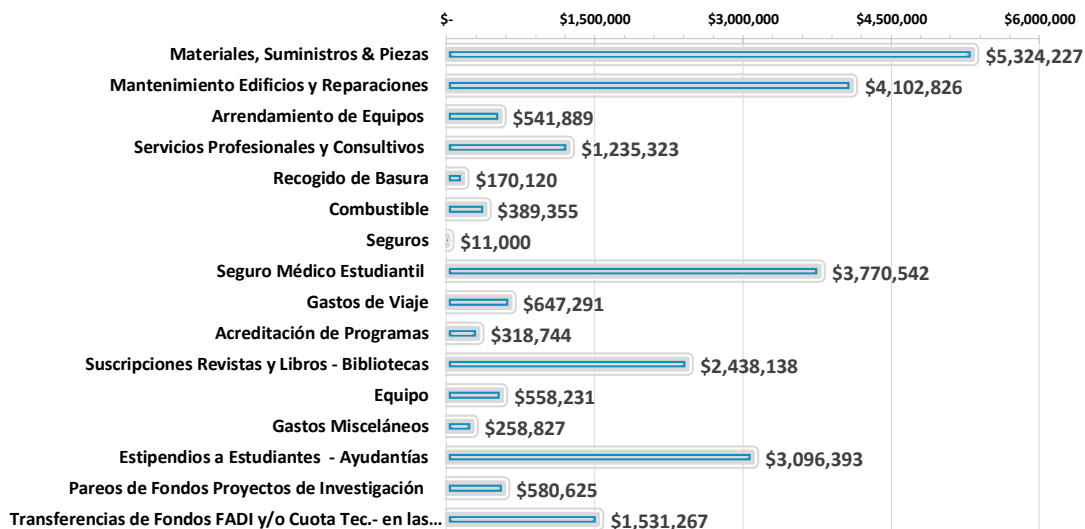 $- $1,500,000 $3,000,000 $4,500,000 $6,000,000
Materiales, Suministros & Piezas $5,324,227
Mantenimiento Edificios y Reparaciones $4,102,826
Arrendamiento de Equipos $541,889
Servicios Profesionales y Consultivos $1,235,323
Recogido de Basura $170,120
Combustible $389,355
Seguros $11,000
Seguro Médico Estudiantil $3,770,542
Gastos de Viaje $647,291
Acreditación de Programas $318,744
Suscripciones Revistas y Libros - Bibliotecas $2,438,138
Equipo $558,231
Gastos Misceláneos $258,827
Estipendios a Estudiantes - Ayudantías $3,096,393
Pareos de Fondos Proyectos de Investigación $580,625
Transferencias de Fondos FADI y/o Cuota Tec.- en las... $1,531,267